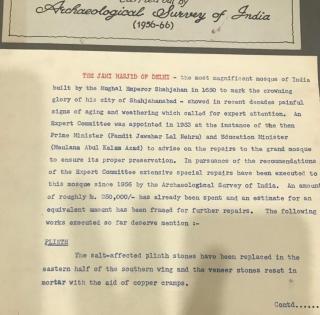 Carried out by
Archaeological Survey of India
(1956-66)
THE JAMI MASJID OF DELHI - the most magnificent mosque of India
built by the Mughal Emperor Shahjahan in 1650 to mark the crowning
glory of his city of Shahjahanabad - showed in recent decades painful
signs of aging and weathering which called for expert attention. An
Expert Committee was appointed in 1953 at the instance of the then
Prime Minister (Pandit Jawahar Lal Nehru) and Education Minister
(Maulana Abul Kalam Azad) to advise on the repairs to the grand mosque
to ensure its proper preservation. In pursuance of the recommendations
of the Expert Committee extensive special repairs have been executed to
this mosque since 1956 by the Archaeological Survey of India. An amount
of roughly Rs. 250,000/- has already been spent and an estimate for an
equivalent amount has been framed for further repairs. The following
works executed so far deserve mention :-
PLINTH
The salt-affected plinth stones have been replaced in the
eastern half of the southern wing and the veneer stones reset in
mortar with the aid of copper cramps.
Contd......